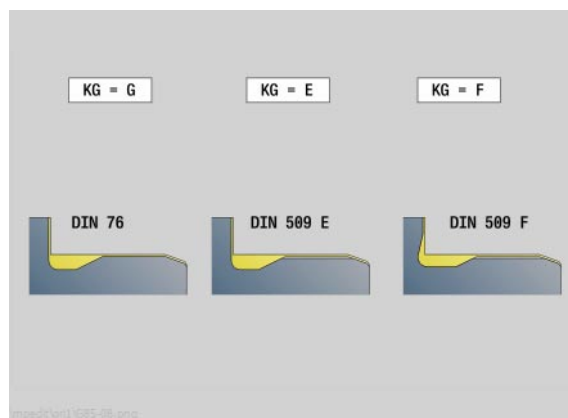 KG = G
KG = E
KG = F
DIN 76
DIN 509 E
DIN 509 F